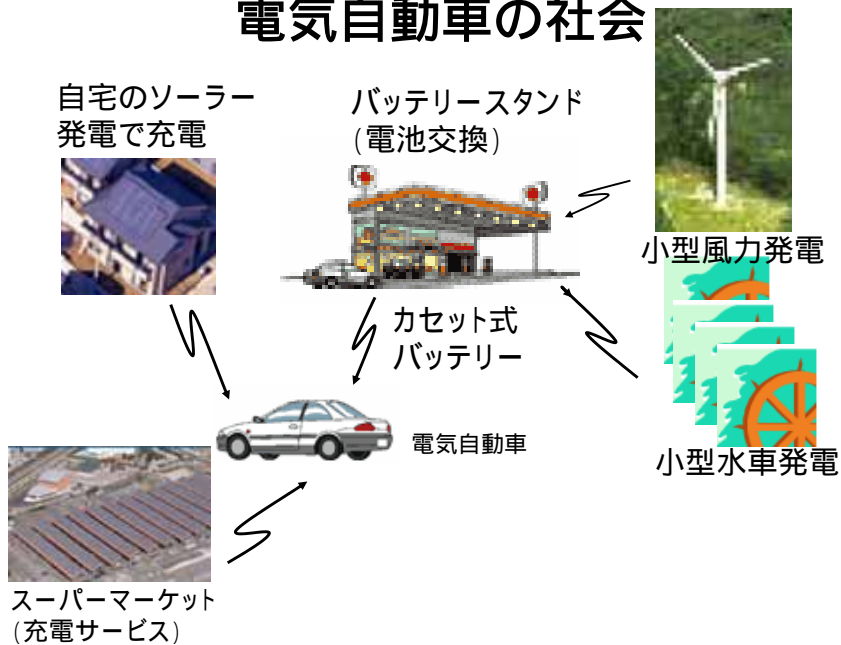 電気自動車の社会
自宅のソーラー
発電で充電
バッテリースタンド
(電池交換)
小型風力発電
カセット式
バッテリー
電気自動車
小型水車発電
スーパーマーケット
(充電サービス)